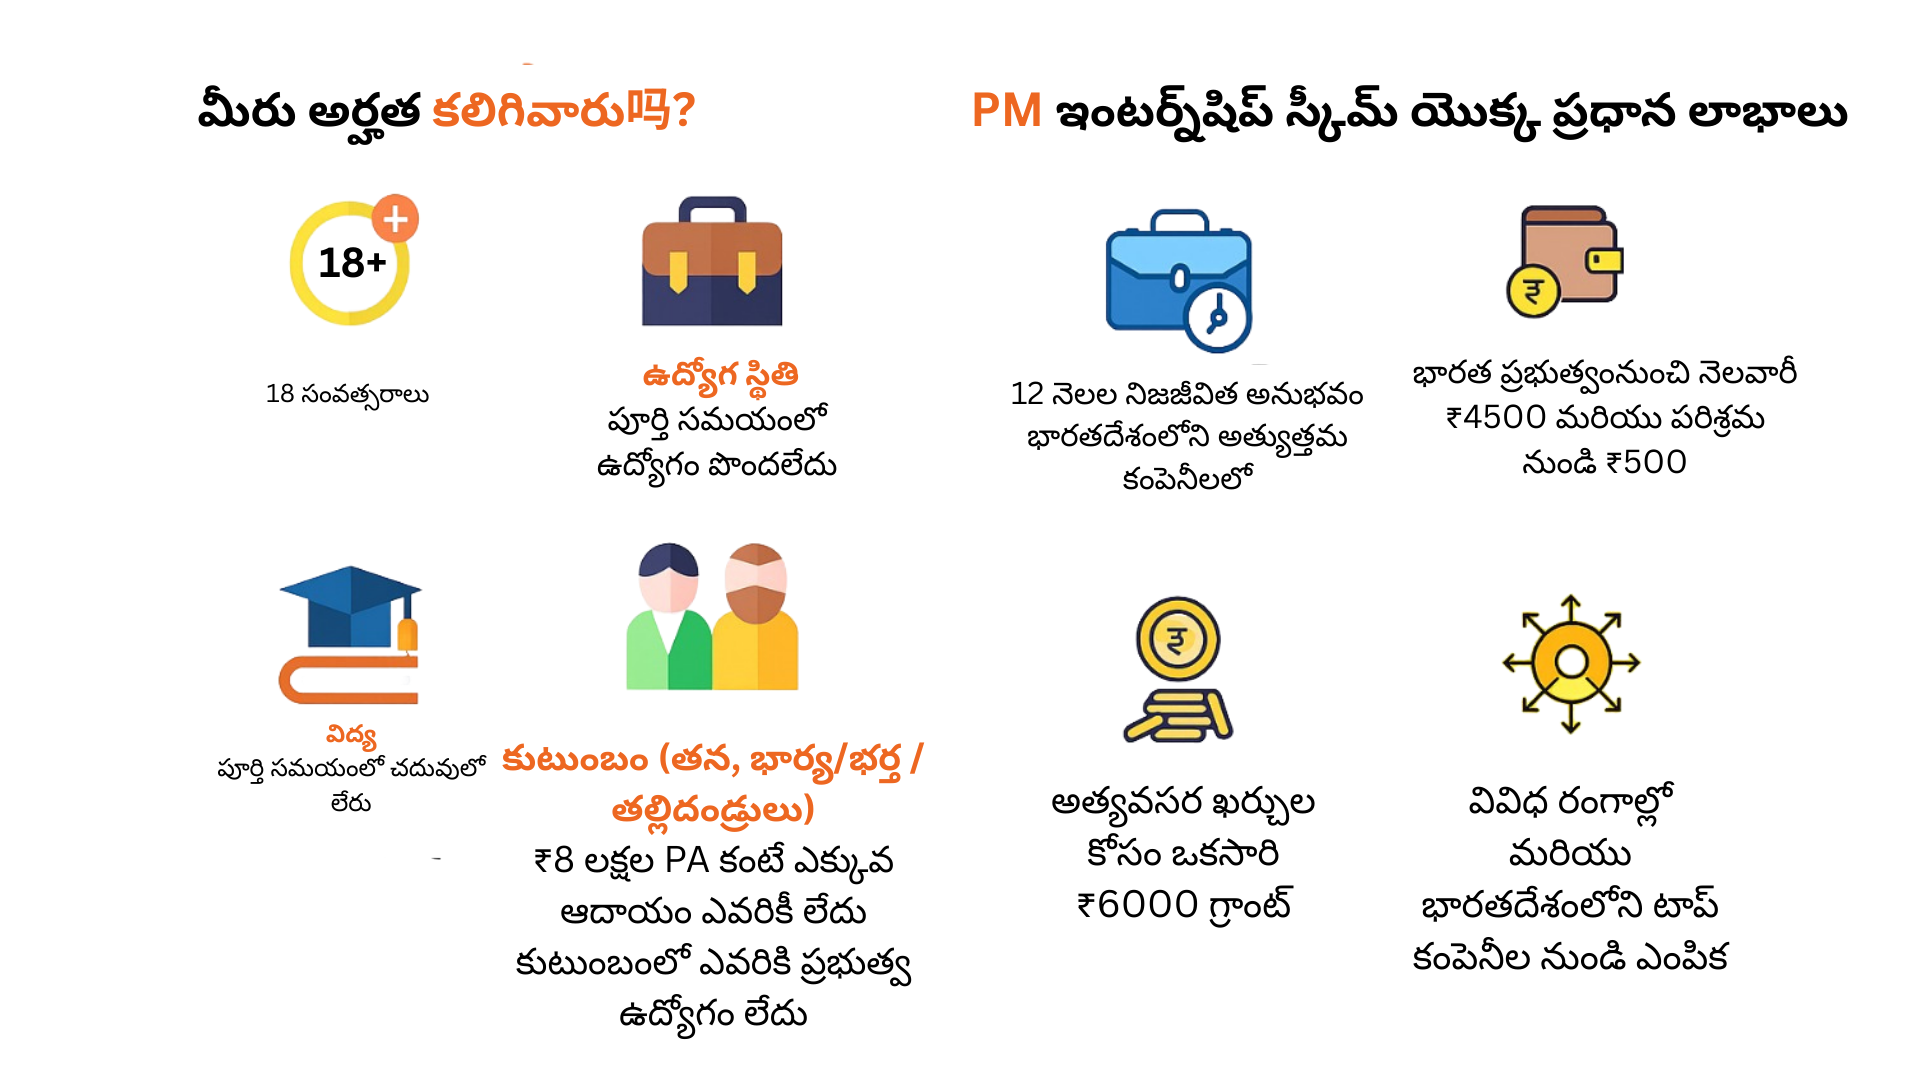 మీరు అర్హత కలిగివారు吗?
18+
18 సంవత్సరాలు
ఉద్యోగ స్థితి
పూర్తి సమయంలో
ఉద్యోగం పొందలేదు
విద్య
పూర్తి సమయంలో చదువులో
లేరు
కుటుంబం (తన, భార్య/భర్త /
తల్లిదండ్రులు)
₹8 లక్షల PA కంటే ఎక్కువ
ఆదాయం ఎవరికీ లేదు
కుటుంబంలో ఎవరికి ప్రభుత్వ
ఉద్యోగం లేదు
PM ఇంటర్న్‌షిప్ స్కీమ్ యొక్క ప్రధాన లాభాలు
12 నెలల నిజజీవిత అనుభవం
భారతదేశంలోని అత్యుత్తమ
కంపెనీలలో
భారత ప్రభుత్వంనుంచి నెలవారీ
₹4500 మరియు పరిశ్రమ
నుండి ₹500
అత్యవసర ఖర్చుల
కోసం ఒకసారి
₹6000 గ్రాంట్
వివిధ రంగాల్లో
మరియు
భారతదేశంలోని టాప్
కంపెనీల నుండి ఎంపిక